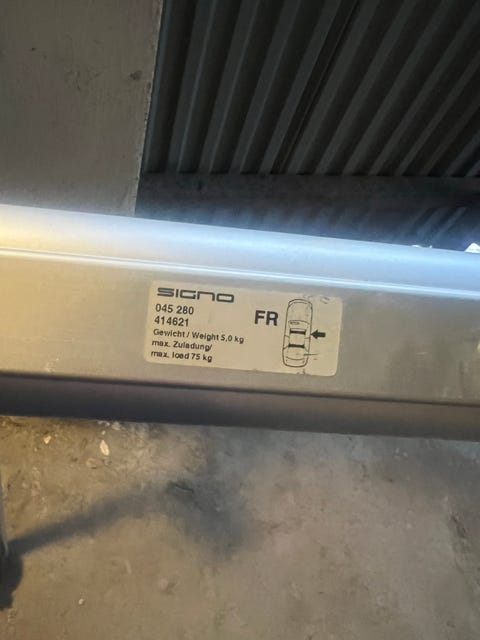 SIGNO
045 280
414621
Gewicht / Weight 5,0 kg
max. Zuladung/
max. load 75 kg
FR